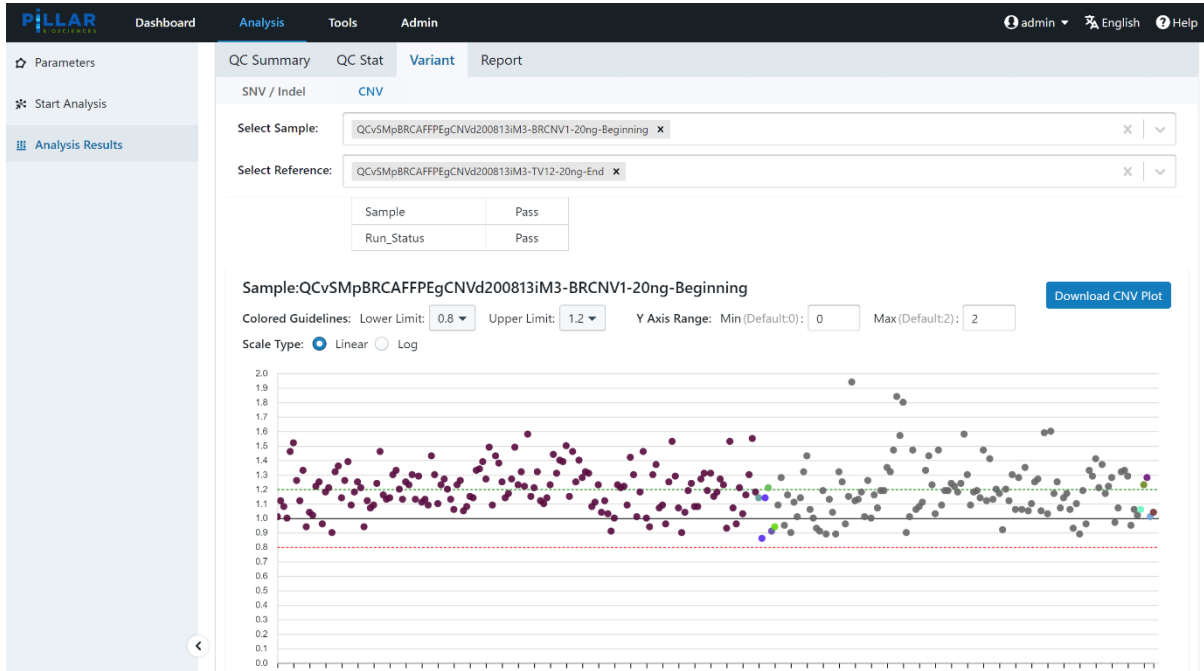 PiLLAR
BIOSCIENCES
Dashboard
Analysis
Tools
Admin
admin
English
Help
Parameters
Start Analysis
Analysis Results
QC Summary
QC Stat
Variant
Report
SNV / Indel
CNV
Select Sample:
QCvSMpBRCAFFPEgCNVd200813iM3-BRCNV1-20ng-Beginning ×
Select Reference:
QCvSMpBRCAFFPEgCNVd200813iM3-TV12-20ng-End ×
Sample Pass
Run_Status Pass
Sample:QCvSMpBRCAFFPEgCNVd200813iM3-BRCNV1-20ng-Beginning
Download CNV Plot
Colored Guidelines: Lower Limit: 0.8 Upper Limit: 1.2 Y Axis Range: Min (Default:0): 0 Max (Default:2): 2
Scale Type: Linear Log
2.0
1.9
1.8
1.7
1.6
1.5
1.4
1.3
1.2
1.1
1.0
0.9
0.8
0.7
0.6
0.5
0.4
0.3
0.2
0.1
0.0